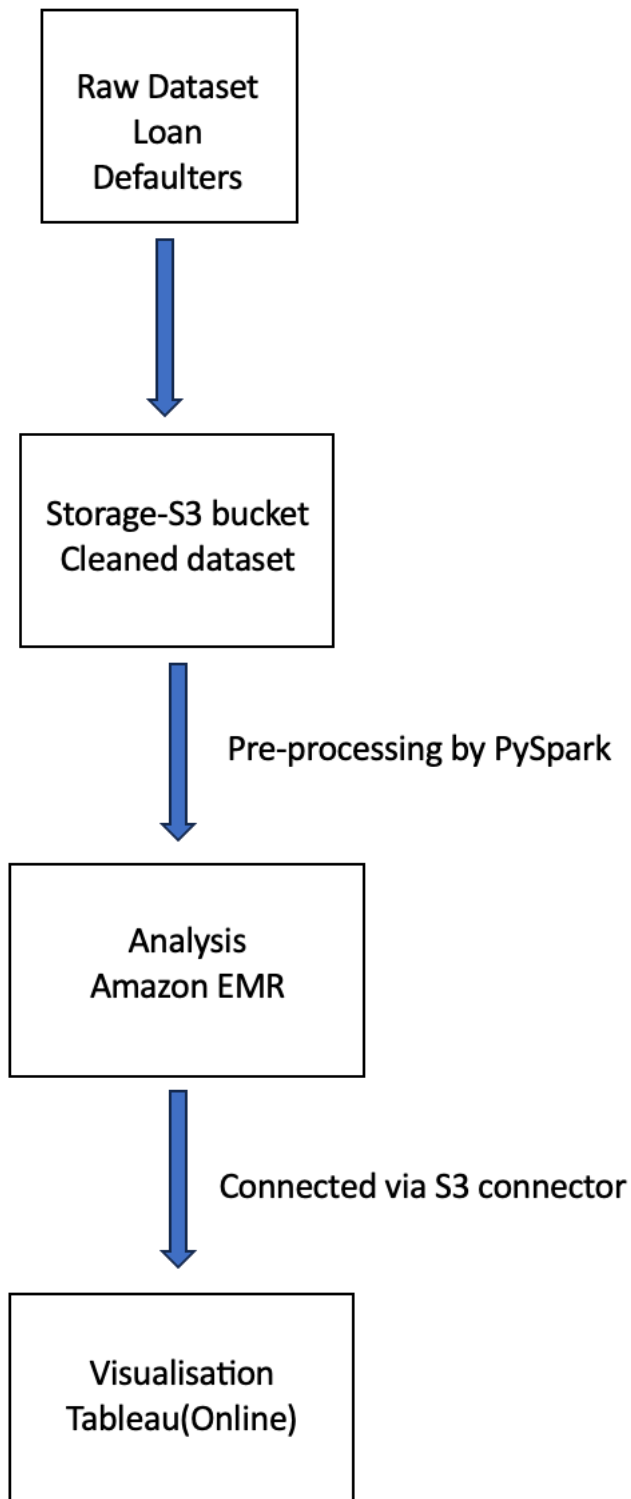 Raw Dataset
Loan
Defaulters
Storage-S3 bucket
Cleaned dataset
Pre-processing by PySpark
Analysis
Amazon EMR
Connected via S3 connector
Visualisation
Tableau(Online)